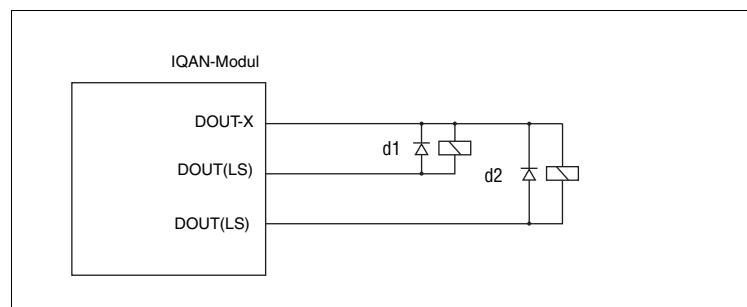 IQAN-Modul
DOUT-X
d1
DOUT(LS)
d2
DOUT(LS)